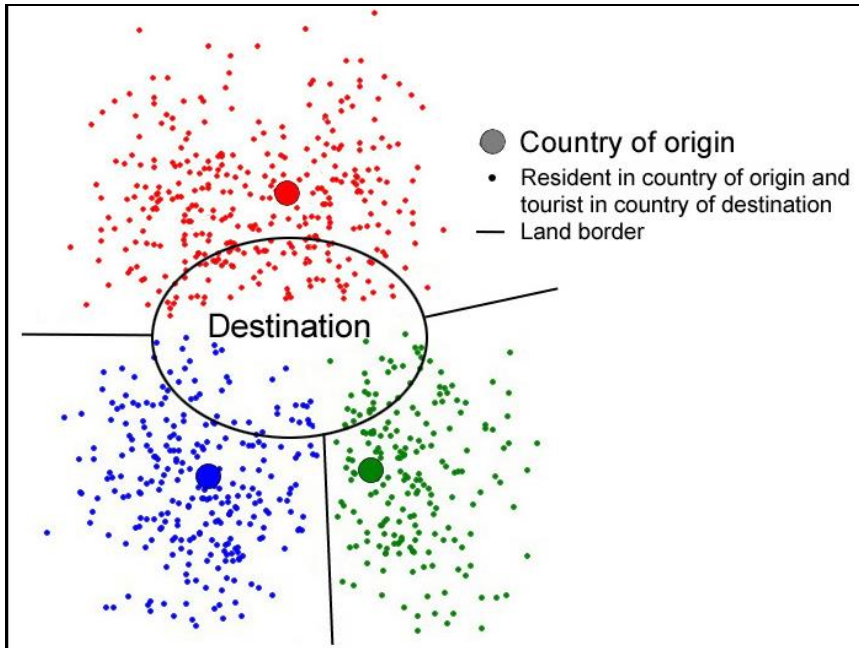 Country of origin
Resident in country of origin and
tourist in country of destination
Land border
Destination